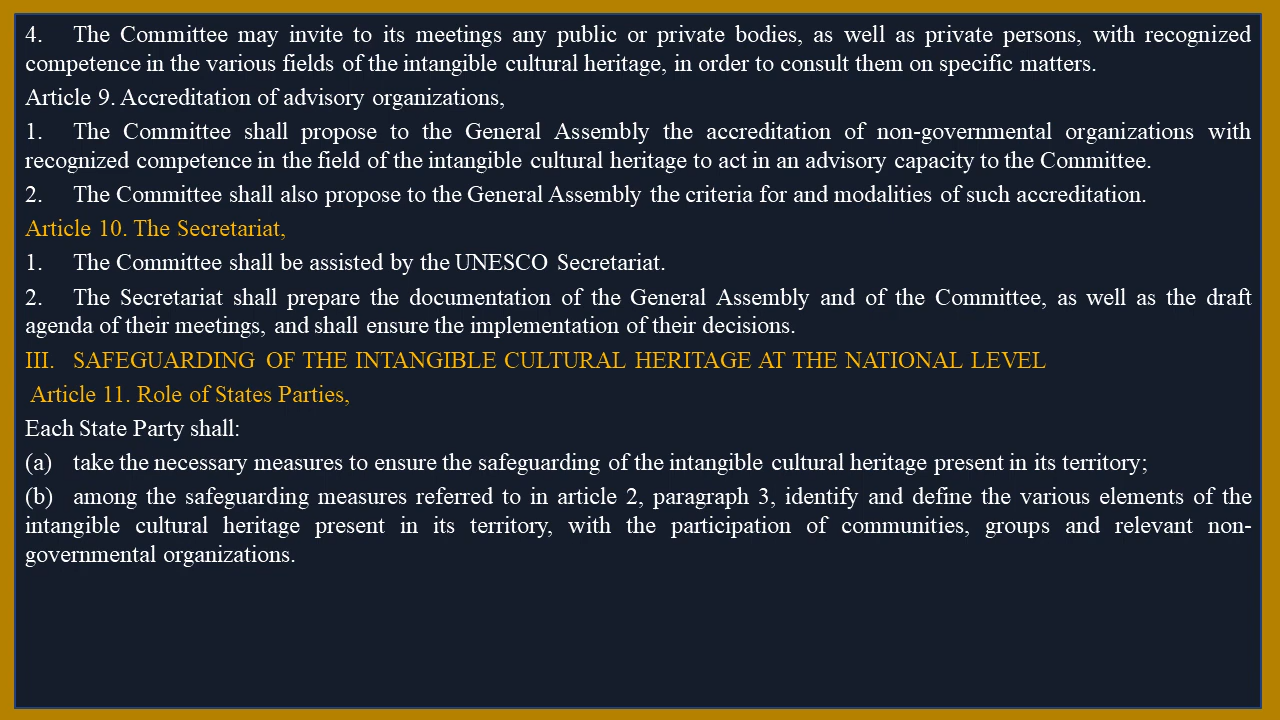 4. The Committee may invite to its meetings any public or private bodies, as well as private persons, with recognized
competence in the various fields of the intangible cultural heritage, in order to consult them on specific matters.
Article 9. Accreditation of advisory organizations,
1. The Committee shall propose to the General Assembly the accreditation of non-governmental organizations with
recognized competence in the field of the intangible cultural heritage to act in an advisory capacity to the Committee.
2. The Committee shall also propose to the General Assembly the criteria for and modalities of such accreditation.
Article 10. The Secretariat,
1. The Committee shall be assisted by the UNESCO Secretariat.
2. The Secretariat shall prepare the documentation of the General Assembly and of the Committee, as well as the draft
agenda of their meetings, and shall ensure the implementation of their decisions.
III. SAFEGUARDING OF THE INTANGIBLE CULTURAL HERITAGE AT THE NATIONAL LEVEL
Article 11. Role of States Parties,
Each State Party shall:
(a) take the necessary measures to ensure the safeguarding of the intangible cultural heritage present in its territory;
(b) among the safeguarding measures referred to in article 2, paragraph 3, identify and define the various elements of the
intangible cultural heritage present in its territory, with the participation of communities, groups and relevant non-
governmental organizations.